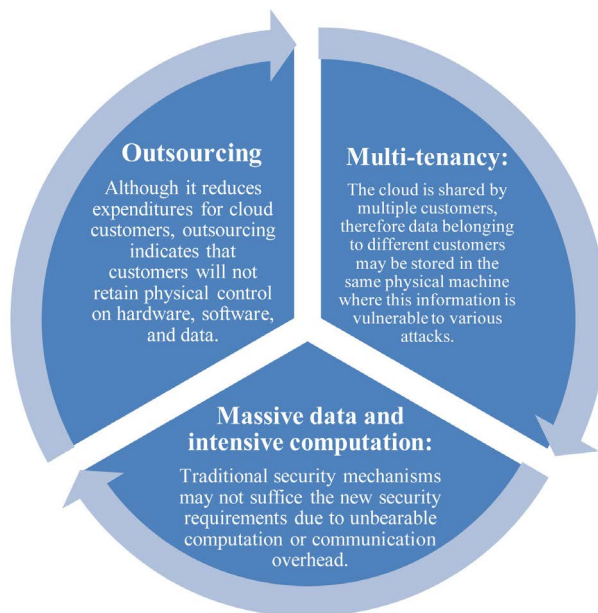 Outsourcing
Although it reduces
expenditures for cloud
customers, outsourcing
indicates that
customers will not
retain physical control
on hardware, software,
and data.
Multi-tenancy:
The cloud is shared by
multiple customers,
therefore data belonging
to different customers
may be stored in the
same physical machine
where this information is
vulnerable to various
attacks.
Massive data and
intensive computation:
Traditional security mechanisms
may not suffice the new security
requirements due to unbearable
computation or communication
overhead.